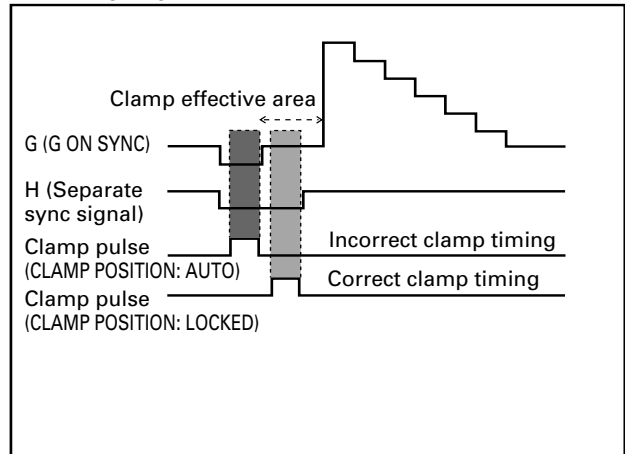 Clamp effective area
G (G ON SYNC)
H (Separate
sync signal)
Clamp pulse
(CLAMP POSITION: AUTO)
Incorrect clamp timing
Clamp pulse
(CLAMP POSITION: LOCKED)
Correct clamp timing